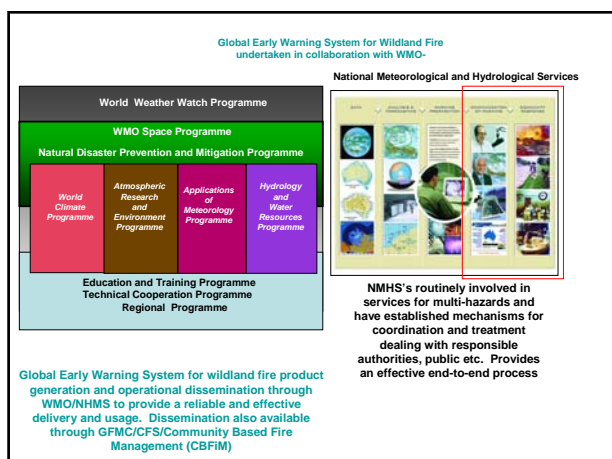 Global Early Warning System for Wildland Fire
undertaken in collaboration with WMO-
National Meteorological and Hydrological Services
World Weather Watch Programme
WMO Space Programme
Natural Disaster Prevention and Mitigation Programme
World
Climate
Programme
Atmospheric
Research
and
Environment
Programme
Applications
of
Meteorology
Programme
Hydrology
and
Water
Resources
Programme
Education and Training Programme
Technical Cooperation Programme
Regional Programme
DATA
NMHS's routinely involved in
services for multi-hazards and
have established mechanisms for
coordination and treatment
dealing with responsible
authorities, public etc. Provides
an effective end-to-end process
Global Early Warning System for wildland fire product
generation and operational dissemination through
WMO/NHMS to provide a reliable and effective
delivery and usage. Dissemination also available
through GFMC/CFS/Community Based Fire
Management (CBFiM)